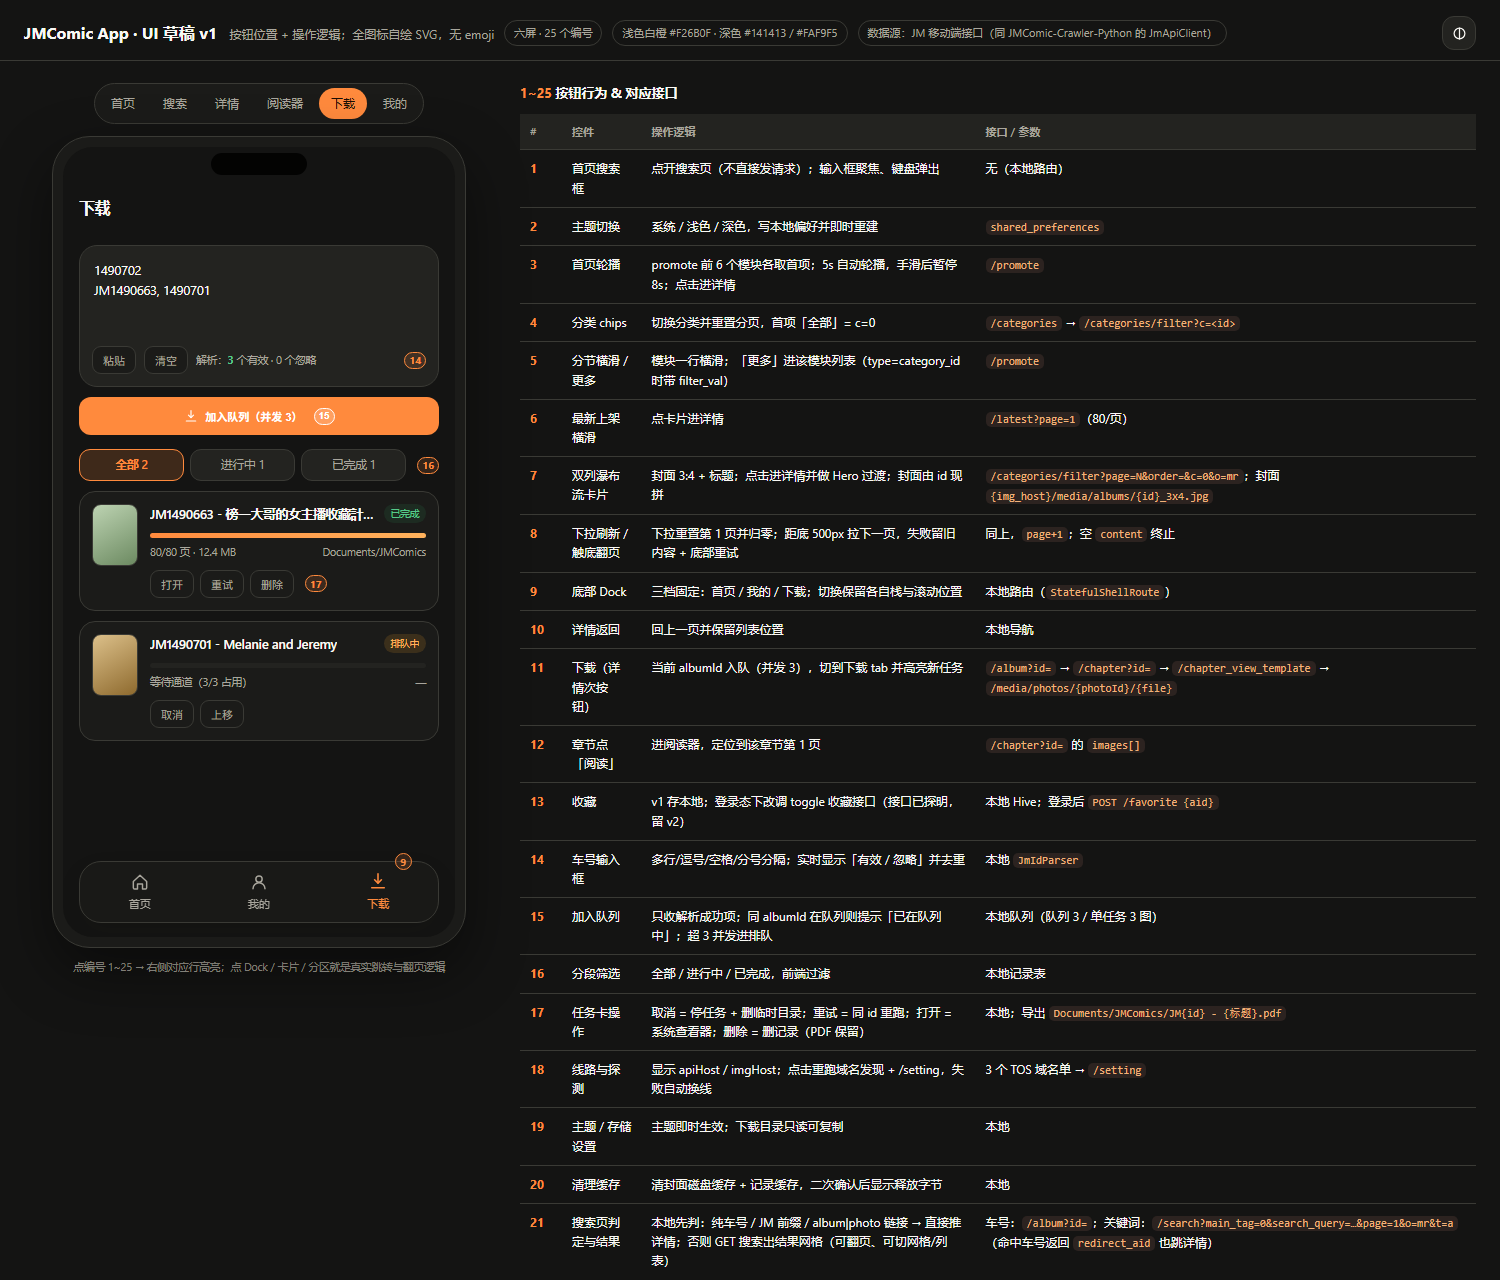 JMComic App · UI 草稿 v1 按钮位置 + 操作逻辑；全图标自绘 SVG，无 emoji 六屏 · 25 个编号 浅色白橙 #F26B0F · 深色 #141413 / #FAF9F5 数据源：JM 移动端接口（同 JMComic-Crawler-Python 的 JmApiClient）
首页 搜索 详情 阅读器 下载 我的
下载
1490702
JM1490663, 1490701
粘贴 清空 解析：3 个有效 · 0 个忽略 14
加入队列（并发 3） 15
全部 2 进行中 1 已完成 1 16
JM1490663 - 榜一大哥的女主播收藏計... 已完成
80/80 页 · 12.4 MB Documents/JMComics
打开 重试 删除 17
JM1490701 - Melanie and Jeremy 排队中
等待通道（3/3 占用） —
取消 上移
9
首页 我的 下载
点编号 1~25 → 右侧对应行高亮；点 Dock / 卡片 / 分区就是真实跳转与翻页逻辑
1~25 按钮行为 & 对应接口
# 控件 操作逻辑 接口 / 参数
1 首页搜索框 点开搜索页（不直接发请求）；输入框聚焦、键盘弹出 无（本地路由）
2 主题切换 系统 / 浅色 / 深色，写本地偏好并即时重建 shared_preferences
3 首页轮播 promote 前 6 个模块各取首项；5s 自动轮播，手滑后暂停 8s；点击进详情 /promote
4 分类 chips 切换分类并重置分页，首项「全部」= c=0 /categories → /categories/filter?c=<id>
5 分节横滑 / 更多 模块一行横滑；「更多」进该模块列表（type=category_id 时带 filter_val） /promote
6 最新上架横滑 点卡片进详情 /latest?page=1 （80/页）
7 双列瀑布流卡片 封面 3:4 + 标题；点击进详情并做 Hero 过渡；封面由 id 现拼 /categories/filter?page=N&order=&c=0&o=mr ；封面 {img_host}/media/albums/{id}_3x4.jpg
8 下拉刷新 / 触底翻页 下拉重置第 1 页并归零；距底 500px 拉下一页，失败留旧内容 + 底部重试 同上，page+1 ；空 content 终止
9 底部 Dock 三档固定：首页 / 我的 / 下载；切换保留各自栈与滚动位置 本地路由（ StatefulShellRoute ）
10 详情返回 回上一页并保留列表位置 本地导航
11 下载（详情次按钮） 当前 albumId 入队（并发 3），切到下载 tab 并高亮新任务 /album?id= → /chapter?id= → /chapter_view_template → /media/photos/{photoId}/{file}
12 章节点「阅读」 进阅读器，定位到该章节第 1 页 /chapter?id= 的 images[]
13 收藏 v1 存本地；登录态下改调 toggle 收藏接口（接口已探明，留 v2） 本地 Hive；登录后 POST /favorite {aid}
14 车号输入框 多行/逗号/空格/分号分隔；实时显示「有效 / 忽略」并去重 本地 JmIdParser
15 加入队列 只收解析成功项；同 albumId 在队列则提示「已在队列中」；超 3 并发进排队 本地队列（队列 3 / 单任务 3 图）
16 分段筛选 全部 / 进行中 / 已完成，前端过滤 本地记录表
17 任务卡操作 取消 = 停任务 + 删临时目录；重试 = 同 id 重跑；打开 = 系统查看器；删除 = 删记录（PDF 保留） 本地；导出 Documents/JMComics/JM{id} - {标题}.pdf
18 线路与探测 显示 apiHost / imgHost；点击重跑域名发现 + /setting，失败自动换线 3 个 TOS 域名单 → /setting
19 主题 / 存储设置 主题即时生效；下载目录只读可复制 本地
20 清理缓存 清封面磁盘缓存 + 记录缓存，二次确认后显示释放字节 本地
21 搜索页判定与结果 本地先判：纯车号 / JM 前缀 / album|photo 链接 → 直接推详情；否则 GET 搜索出结果网格（可翻页、可切网格/列表） 车号：/album?id= ；关键词：/search?main_tag=0&search_query=…&page=1&o=mr&t=a （命中车号返回 redirect_aid 也跳详情）